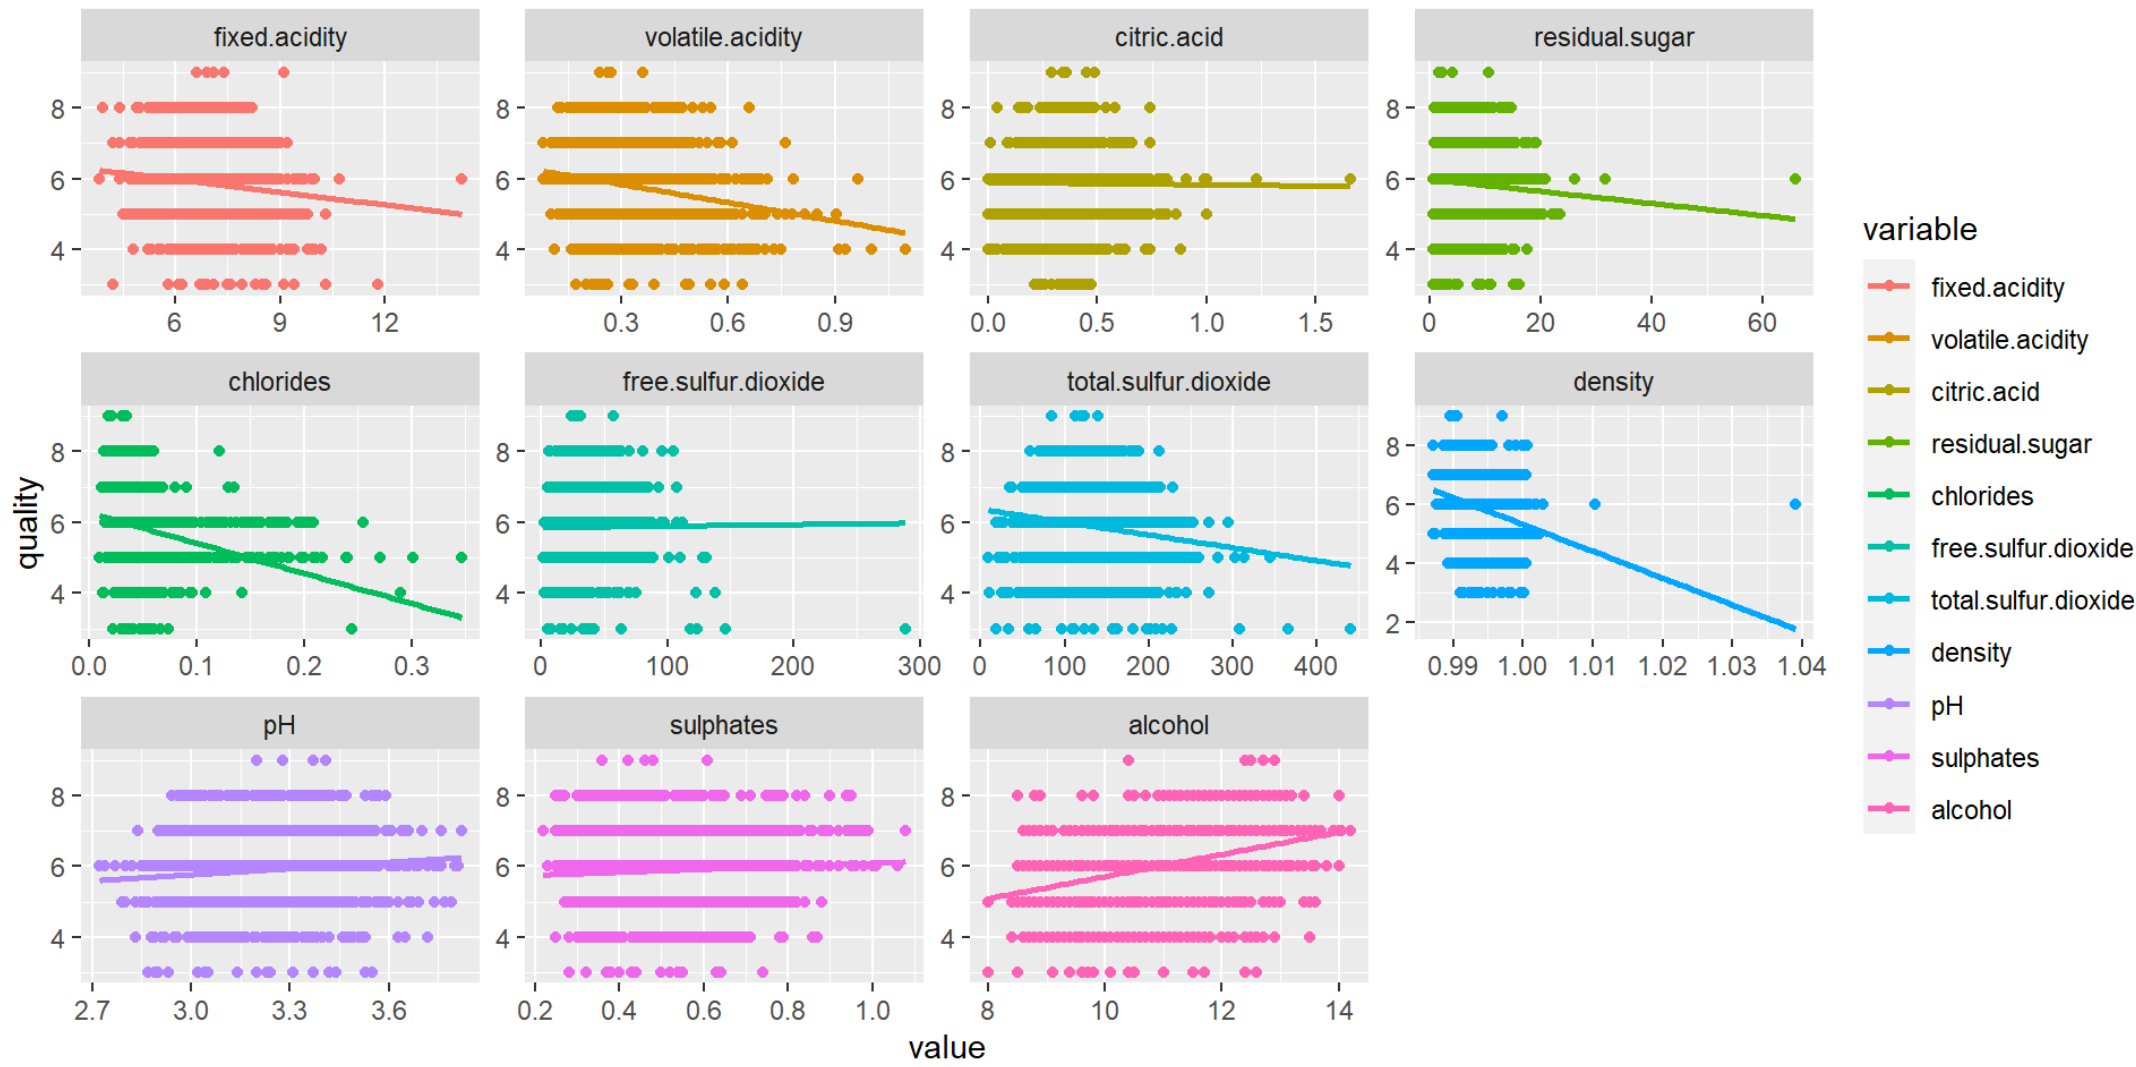 fixed.acidity volatile.acidity citric.acid residual.sugar
8 8 8 8
6 6 6 6
4 4 4 4
6 9 12 0.3 0.6 0.9 0.0 0.5 1.0 1.5 0 20 40 60
chlorides free.sulfur.dioxide total.sulfur.dioxide density
8 8 8 8
6 6 6 6
4 4 4 4
2
0.0 0.1 0.2 0.3 0 100 200 300 0 100 200 300 400 0.99 1.00 1.01 1.02 1.03 1.04
pH sulphates alcohol
8 8 8
6 6 6
4 4 4
2.7 3.0 3.3 3.6 0.2 0.4 0.6 0.8 1.0 8 10 12 14
quality
value
variable
fixed.acidity
volatile.acidity
citric.acid
residual.sugar
chlorides
free.sulfur.dioxide
total.sulfur.dioxide
density
pH
sulphates
alcohol